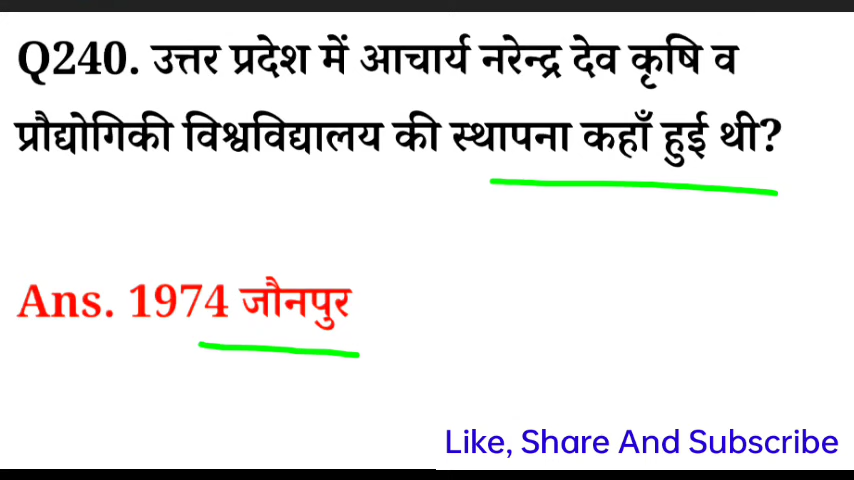 Q240. उत्तर प्रदेश में आचार्य नरेन्द्र देव कृषि व
प्रौद्योगिकी विश्वविद्यालय की स्थापना कहाँ हुई थी?
Ans. 1974 जौनपुर
Like, Share And Subscribe